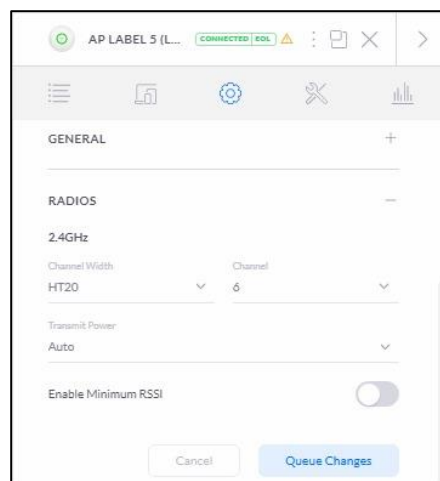 AP LABEL 5 (L... CONNECTED EOL
GENERAL
RADIOS
2.4GHz
Channel Width Channel
HT20 6
Transmit Power
Auto
Enable Minimum RSSI
Cancel Queue Changes